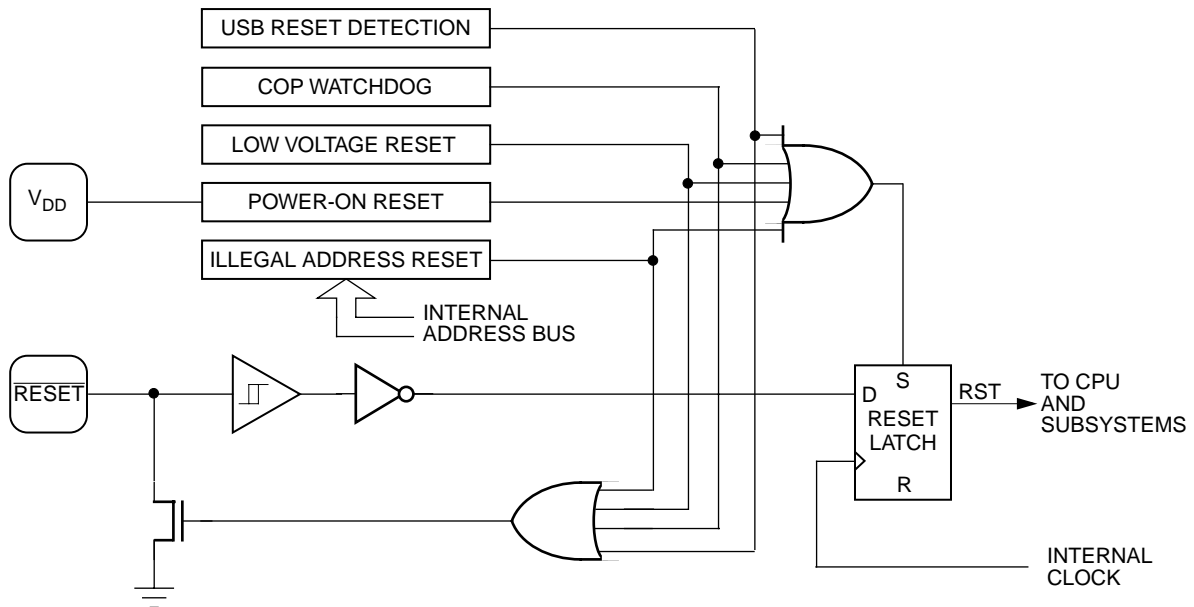 USB RESET DETECTION
COP WATCHDOG
LOW VOLTAGE RESET
VDD
POWER-ON RESET
ILLEGAL ADDRESS RESET
INTERNAL
ADDRESS BUS
RESET
D
S
RESET
LATCH
R
RST
TO CPU
AND
SUBSYSTEMS
INTERNAL
CLOCK